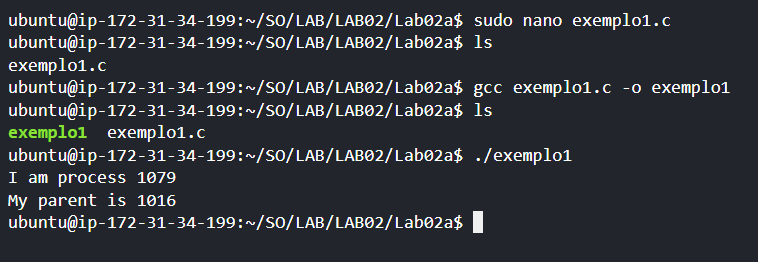 ubuntu@ip-172-31-34-199:~/SO/LAB/LAB02/Lab02a$ sudo nano exemplo1.c
ubuntu@ip-172-31-34-199:~/SO/LAB/LAB02/Lab02a$ ls
exemplo1.c
ubuntu@ip-172-31-34-199:~/SO/LAB/LAB02/Lab02a$ gcc exemplo1.c -o exemplo1
ubuntu@ip-172-31-34-199:~/SO/LAB/LAB02/Lab02a$ ls
exemplo1  exemplo1.c
ubuntu@ip-172-31-34-199:~/SO/LAB/LAB02/Lab02a$ ./exemplo1
I am process 1079
My parent is 1016
ubuntu@ip-172-31-34-199:~/SO/LAB/LAB02/Lab02a$